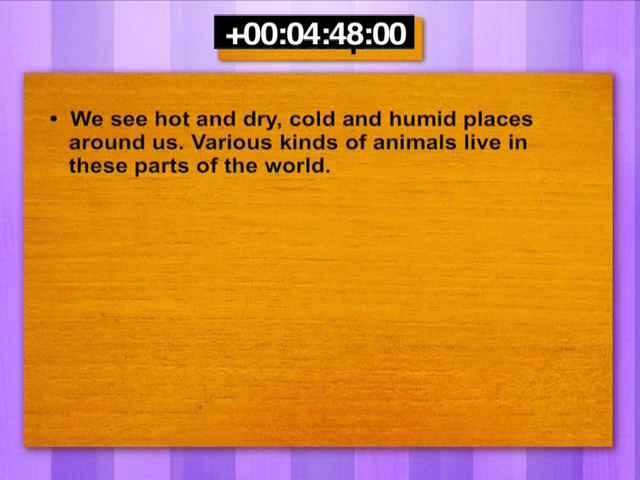 +00:04:48:00
• We see hot and dry, cold and humid places
around us. Various kinds of animals live in
these parts of the world.